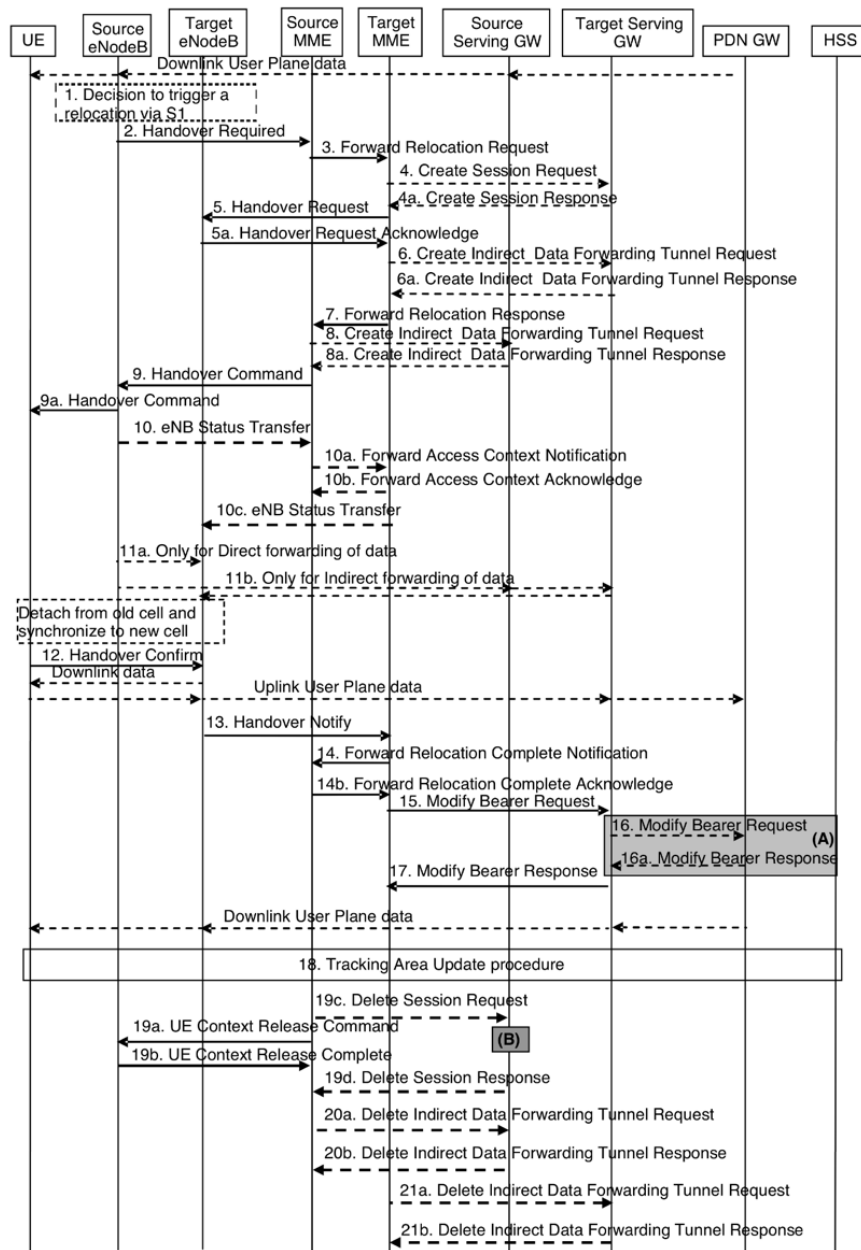 UE
Source
eNodeB
Target
eNodeB
Source
MME
Target
MME
Source
Serving GW
Target Serving
GW
PDN GW
HSS
Downlink User Plane data
1. Decision to trigger a
relocation via S1
2. Handover Required
3. Forward Relocation Request
4. Create Session Request
4a. Create Session Response
5. Handover Request
5a. Handover Request Acknowledge
6. Create Indirect Data Forwarding Tunnel Request
6a. Create Indirect Data Forwarding Tunnel Response
7. Forward Relocation Response
8. Create Indirect Data Forwarding Tunnel Request
8a. Create Indirect Data Forwarding Tunnel Response
9. Handover Command
9a. Handover Command
10. eNB Status Transfer
10a. Forward Access Context Notification
10b. Forward Access Context Acknowledge
10c. eNB Status Transfer
11a. Only for Direct forwarding of data
11b. Only for Indirect forwarding of data
Detach from old cell and
synchronize to new cell
12. Handover Confirm
Downlink data
Uplink User Plane data
13. Handover Notify
14. Forward Relocation Complete Notification
14b. Forward Relocation Complete Acknowledge
15. Modify Bearer Request
16. Modify Bearer Request
(A)
16a. Modify Bearer Response
17. Modify Bearer Response
Downlink User Plane data
18. Tracking Area Update procedure
19c. Delete Session Request
19a. UE Context Release Command
(B)
19b. UE Context Release Complete
19d. Delete Session Response
20a. Delete Indirect Data Forwarding Tunnel Request
20b. Delete Indirect Data Forwarding Tunnel Response
21a. Delete Indirect Data Forwarding Tunnel Request
21b. Delete Indirect Data Forwarding Tunnel Response